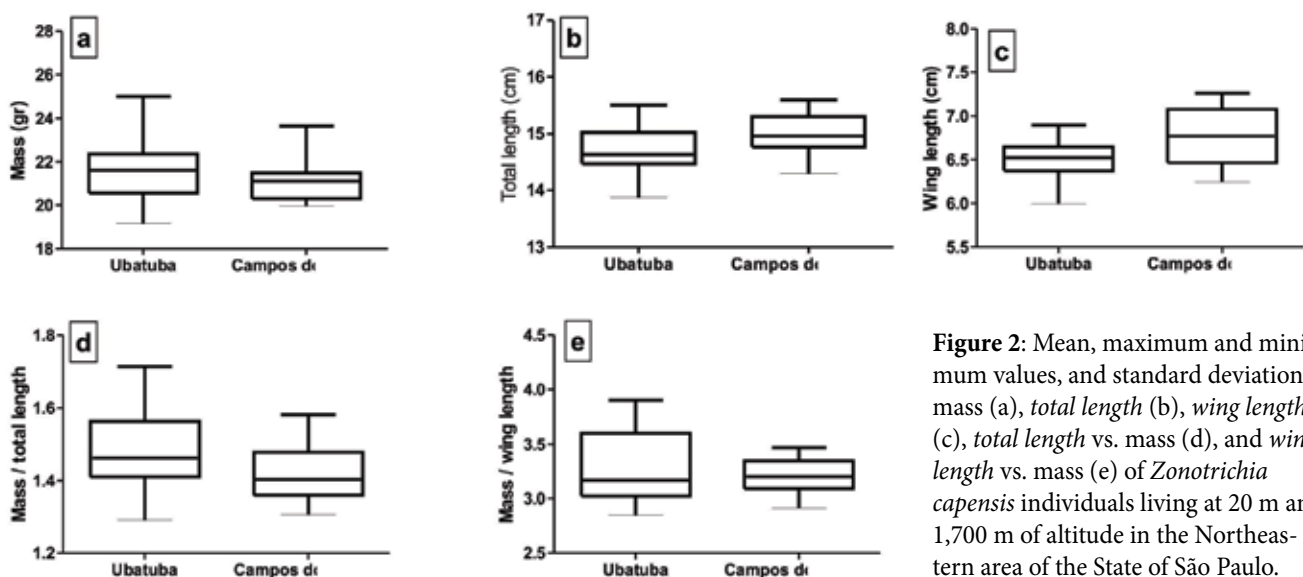 a
Mass (gr)
28
26
24
22
20
18
Ubatuba Campos de
b
Total length (cm)
17
16
15
14
13
Ubatuba Campos de
c
Wing length (cm)
8.0
7.5
7.0
6.5
6.0
5.5
Ubatuba Campos de
d
Mass / total length
1.8
1.6
1.4
1.2
Ubatuba Campos de
e
Mass / wing length
4.5
4.0
3.5
3.0
2.5
Ubatuba Campos de
Figure 2: Mean, maximum and mini
mum values, and standard deviation
mass (a), total length (b), wing length
(c), total length vs. mass (d), and win
length vs. mass (e) of Zonotrichia
capensis individuals living at 20 m an
1,700 m of altitude in the Northeas-
tern area of the State of São Paulo.